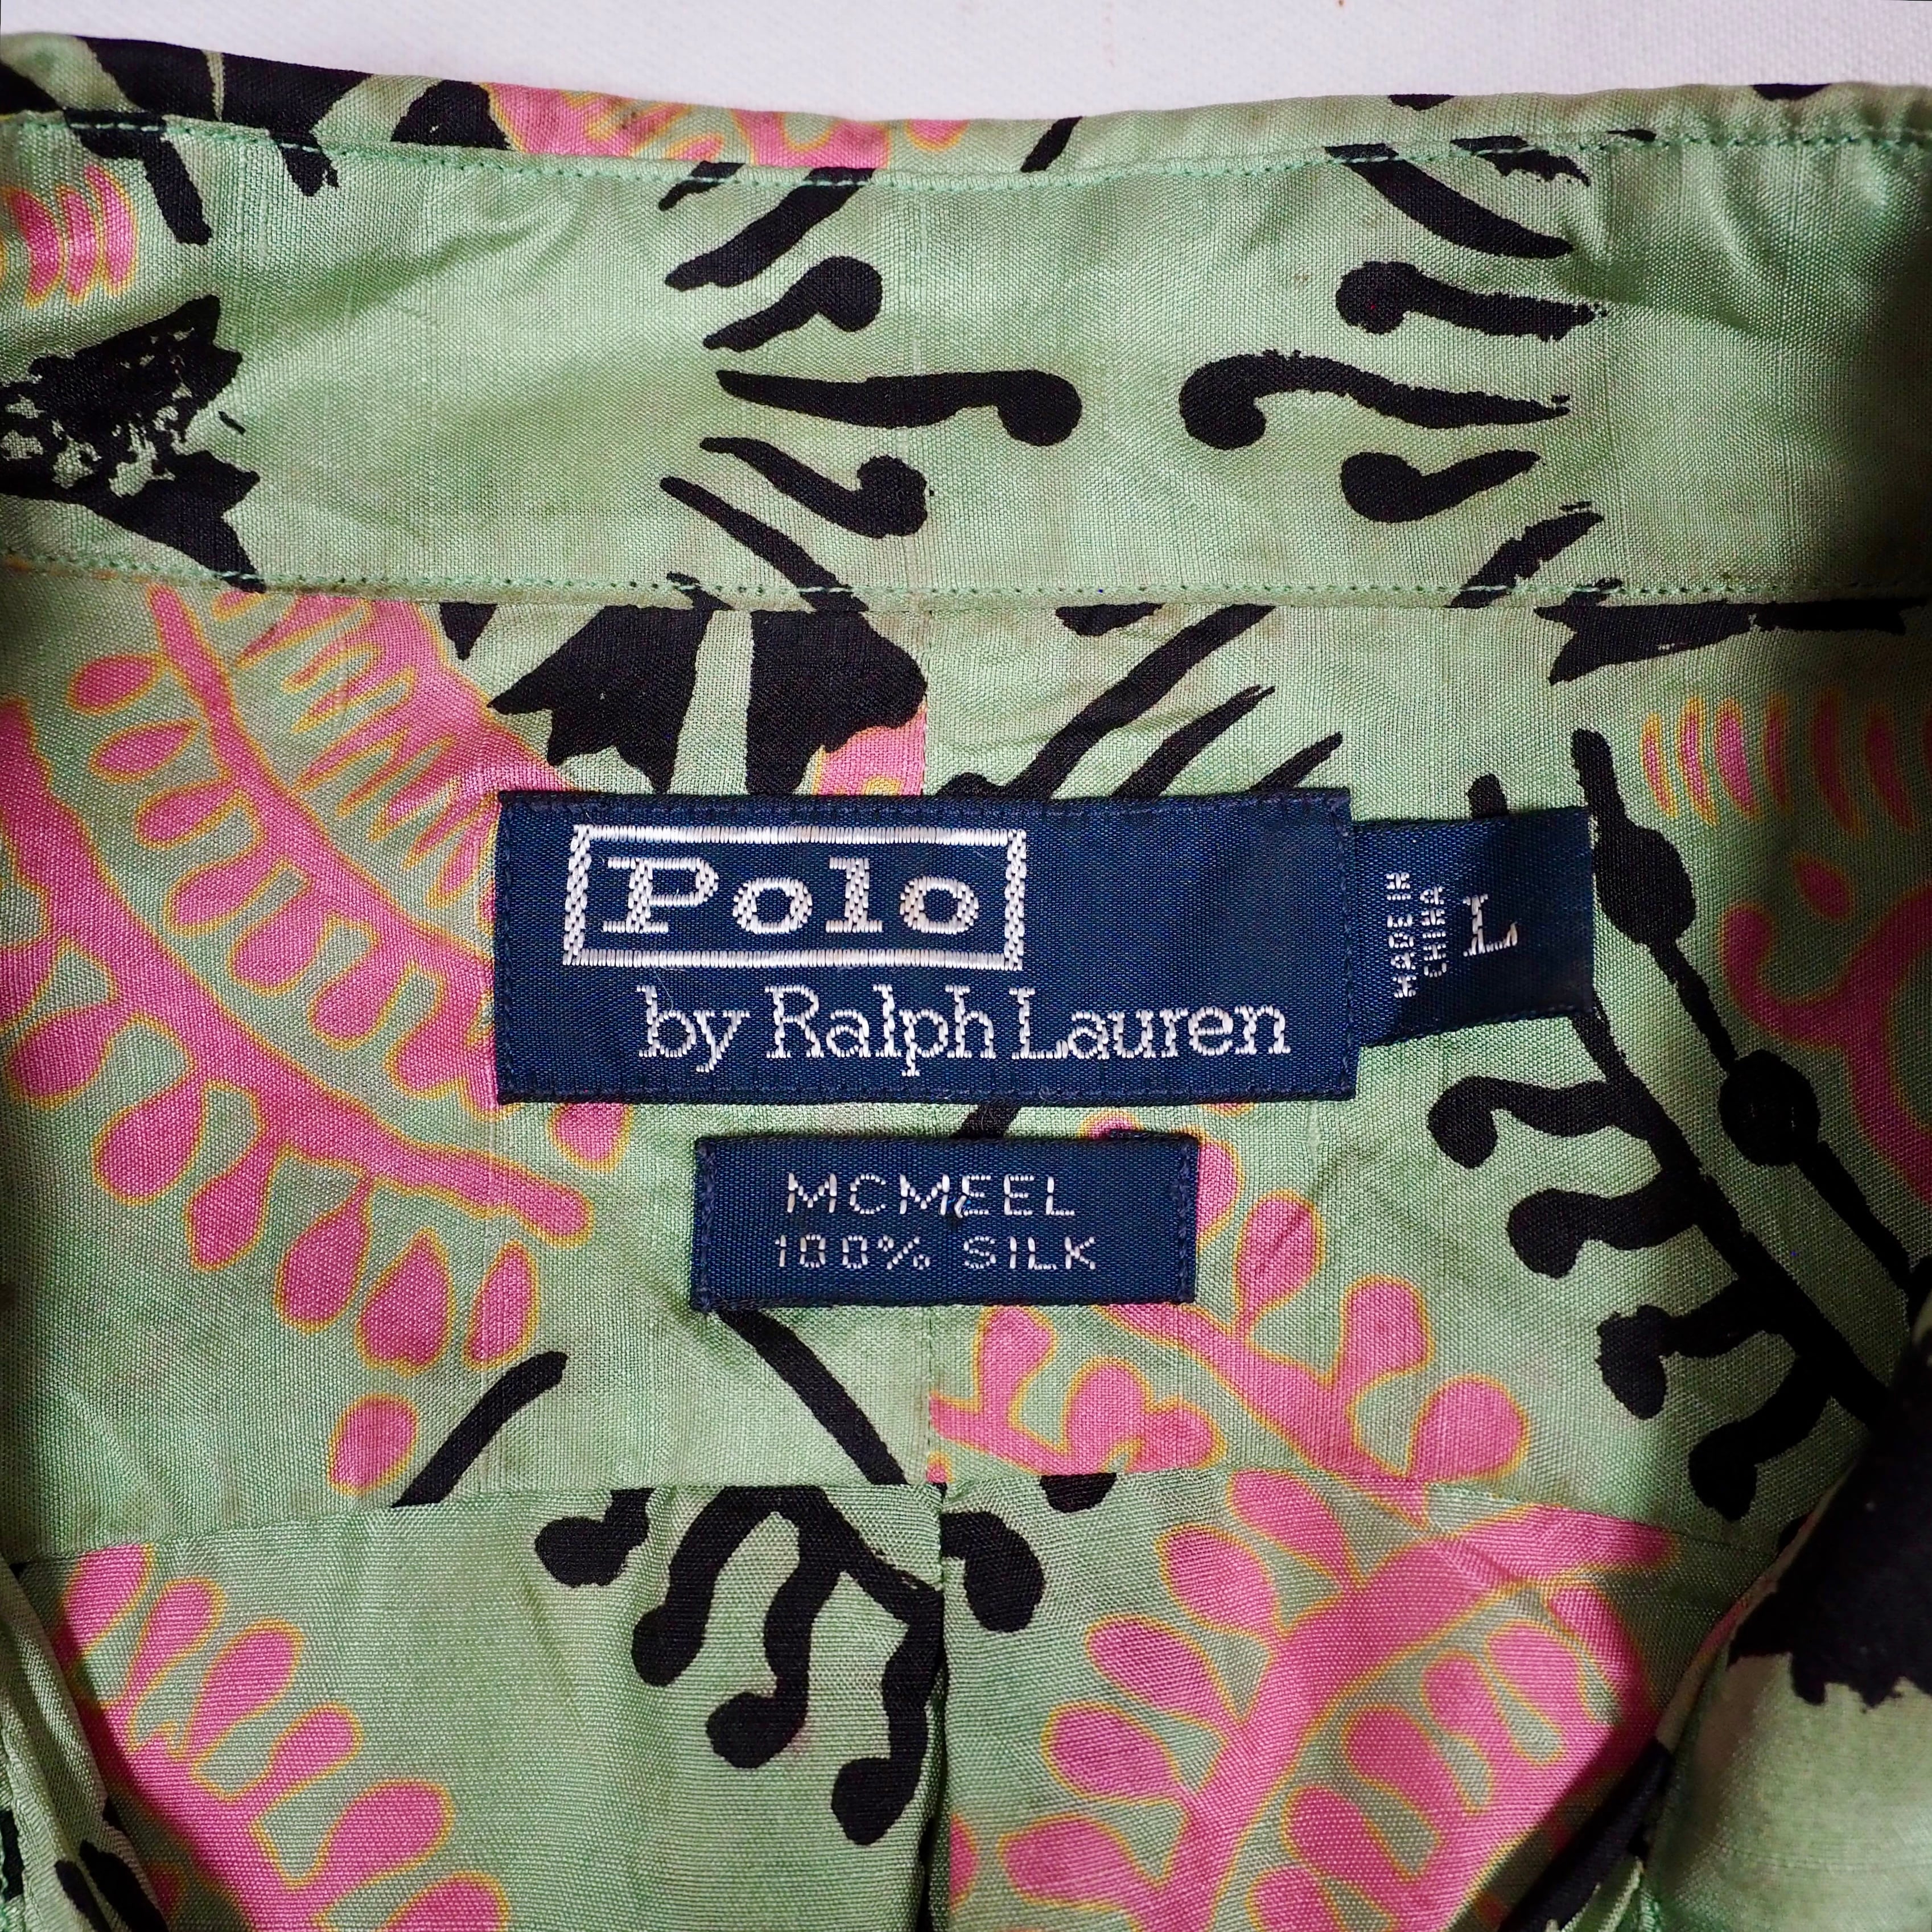 Polo
by Ralph Lauren
MADE IN
CHINA
L
MCMEEL
100% SILK